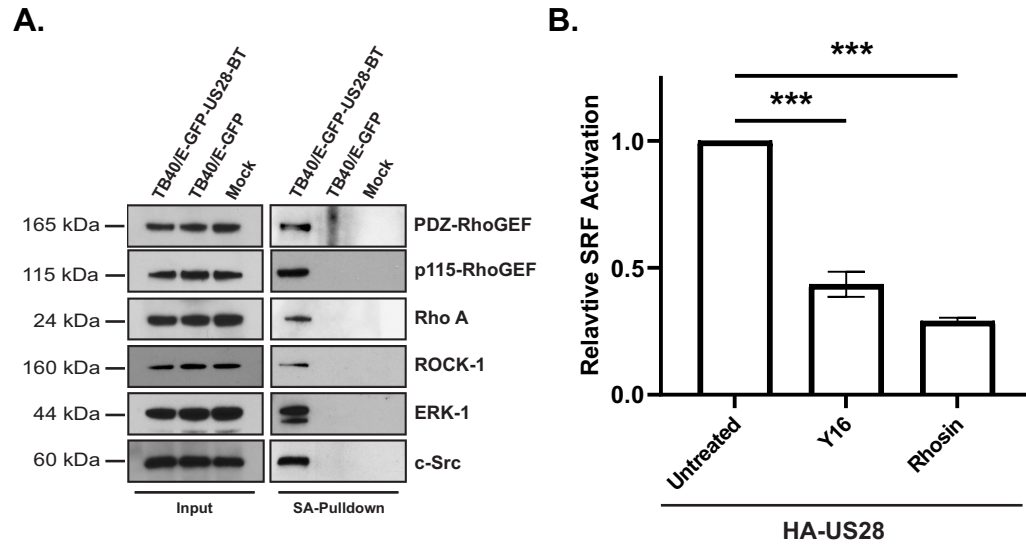 A.
TB40/E-GFP-US28-BT
TB40/E-GFP
Mock
TB40/E-GFP-US28-BT
TB40/E-GFP
Mock
165 kDa
PDZ-RhoGEF
115 kDa
p115-RhoGEF
24 kDa
Rho A
160 kDa
ROCK-1
44 kDa
ERK-1
60 kDa
c-Src
Input
SA-Pulldown
B.
***
***
Relavtive SRF Activation
1.0
0.5
0.0
Untreated
Y16
Rhosin
HA-US28